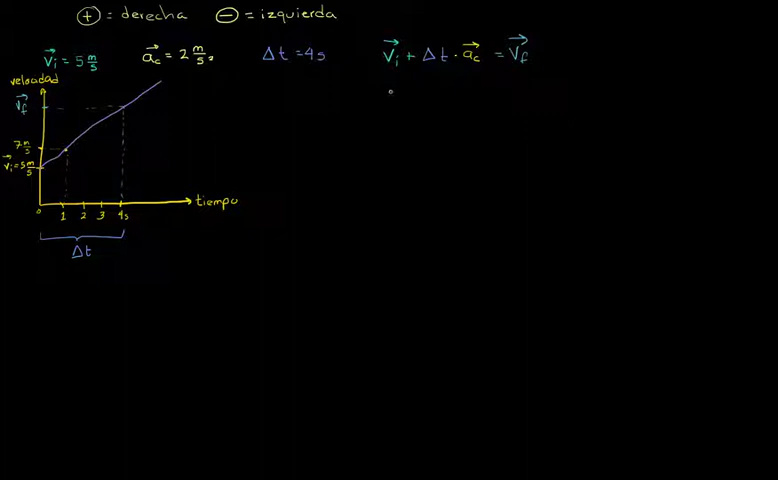 ⊕ = derecha ⊖ = izquierda
v⃗ᵢ = 5 m/s a⃗c = 2 m/s² Δt = 4s v⃗ᵢ + Δt · a⃗c = v⃗f
velocidad
v⃗f
7 m/s
v⃗ᵢ = 5 m/s
tiempo
0 1 2 3 4s
Δt